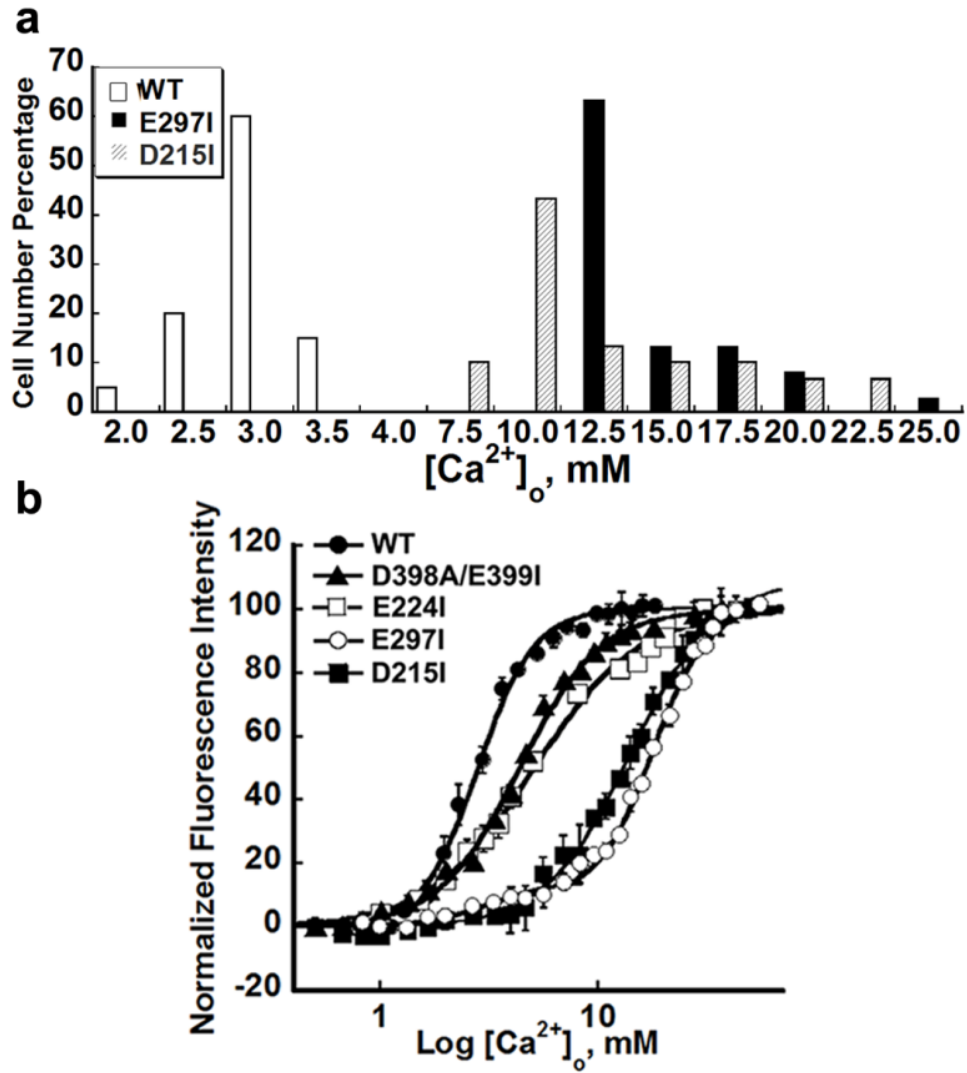 a
70
60
50
40
30
20
10
0
Cell Number Percentage
WT
E297I
D215I
2.0 2.5 3.0 3.5 4.0 7.5 10.0 12.5 15.0 17.5 20.0 22.5 25.0
[Ca2+]o, mM
b
120
100
80
60
40
20
0
-20
Normalized Fluorescence Intensity
WT
D398A/E399I
E224I
E297I
D215I
1 10
Log [Ca2+]o, mM